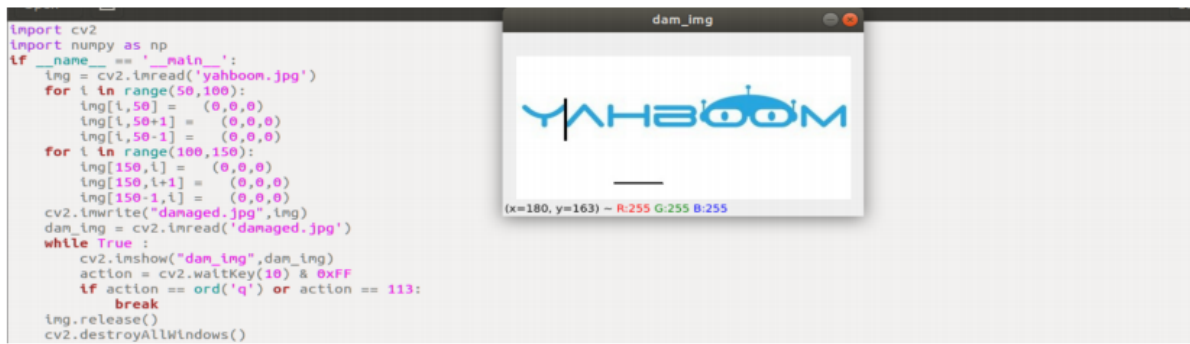 import cv2
import numpy as np
if __name__ == '__main__':
    img = cv2.imread('yahboom.jpg')
    for i in range(50,100):
        img[i,50] =   (0,0,0)
        img[i,50+1] =   (0,0,0)
        img[i,50-1] =   (0,0,0)
    for i in range(100,150):
        img[150,i] =   (0,0,0)
        img[150,i+1] =   (0,0,0)
        img[150-1,i] =   (0,0,0)
    cv2.imwrite("damaged.jpg",img)
    dam_img = cv2.imread('damaged.jpg')
    while True :
        cv2.imshow("dam_img",dam_img)
        action = cv2.waitKey(10) & 0xFF
        if action == ord('q') or action == 113:
            break
    img.release()
    cv2.destroyAllWindows()
dam_img
YAHBOOM
(x=180, y=163) ~ R:255 G:255 B:255